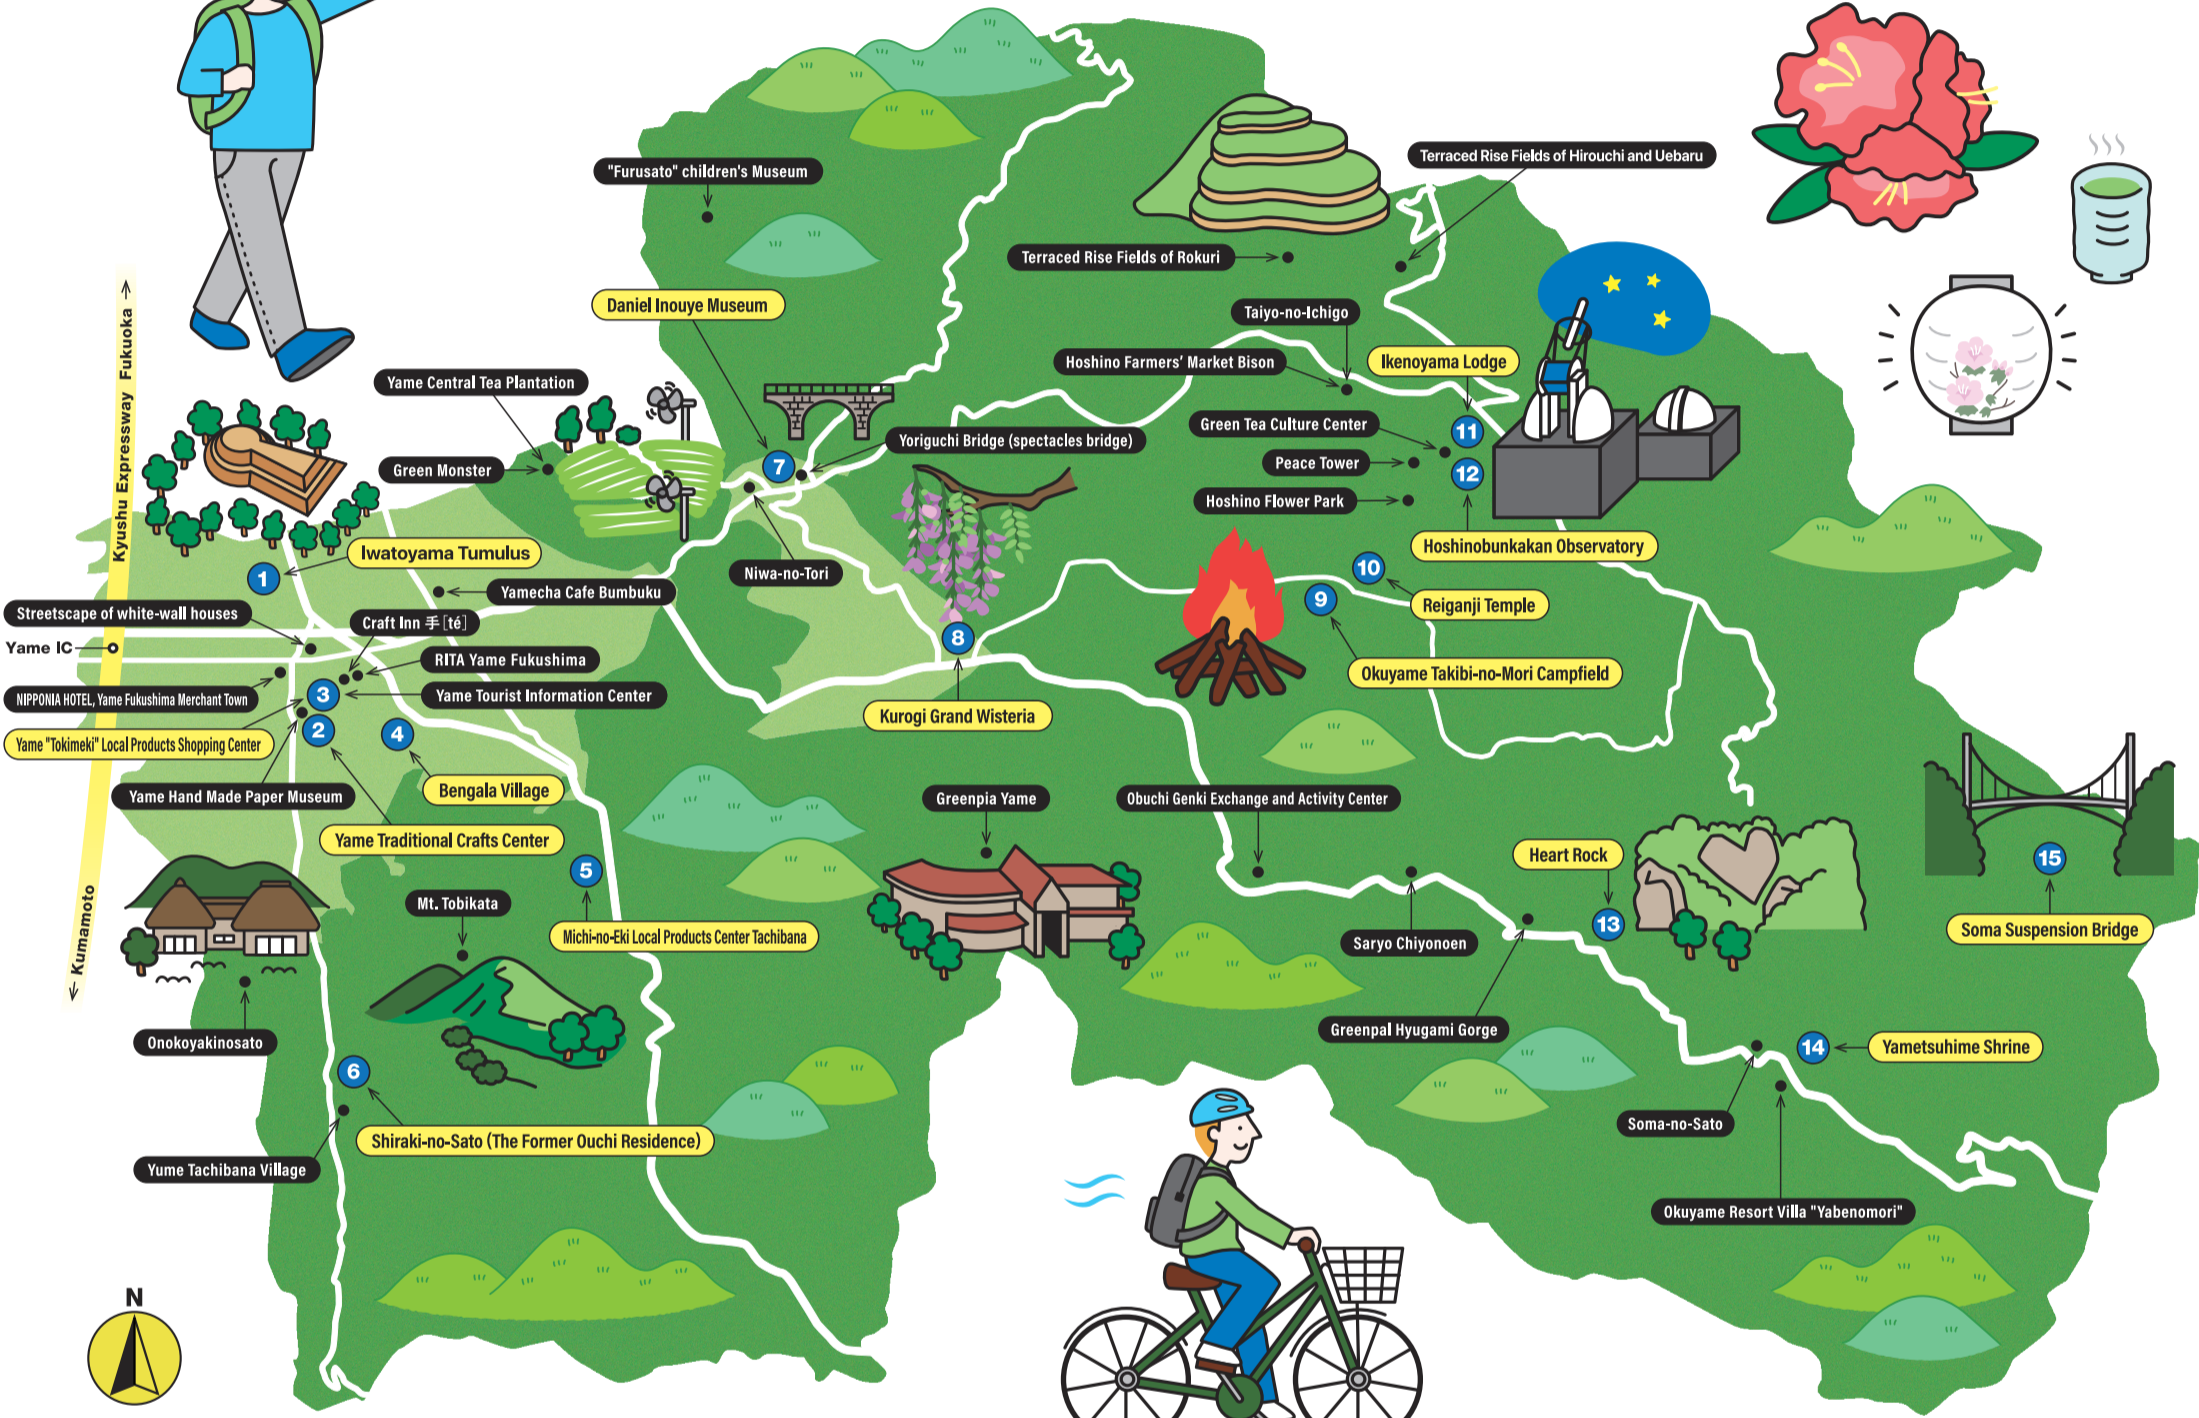 "Furusato" children's Museum
Terraced Rise Fields of Hirouchi and Uebaru
Terraced Rise Fields of Rokuri
Daniel Inouye Museum
Taiyo-no-Ichigo
Hoshino Farmers' Market Bison
Ikenoyama Lodge
Yame Central Tea Plantation
Green Tea Culture Center
11
Yoriguchi Bridge (spectacles bridge)
7
Peace Tower
12
Green Monster
Hoshino Flower Park
Kyushu Expressway Fukuoka
Iwatoyama Tumulus
1
Hoshinobunkakan Observatory
Niwa-no-Tori
10
Yamecha Cafe Bumbuku
9
Reiganji Temple
Streetscape of white-wall houses
Craft Inn 手 [té]
8
Yame IC
RITA Yame Fukushima
Okuyame Takibi-no-Mori Campfield
NIPPONIA HOTEL, Yame Fukushima Merchant Town
3
Yame Tourist Information Center
Kurogi Grand Wisteria
2
4
Yame "Tokimeki" Local Products Shopping Center
Bengala Village
Yame Hand Made Paper Museum
Greenpia Yame
Obuchi Genki Exchange and Activity Center
Yame Traditional Crafts Center
Heart Rock
15
5
Mt. Tobikata
13
Kumamoto
Michi-no-Eki Local Products Center Tachibana
Saryo Chiyonoen
Soma Suspension Bridge
Greenpal Hyugami Gorge
Onokoyakinosato
14
Yametsuhime Shrine
6
Soma-no-Sato
Shiraki-no-Sato (The Former Ouchi Residence)
Yume Tachibana Village
Okuyame Resort Villa "Yabenomori"
N